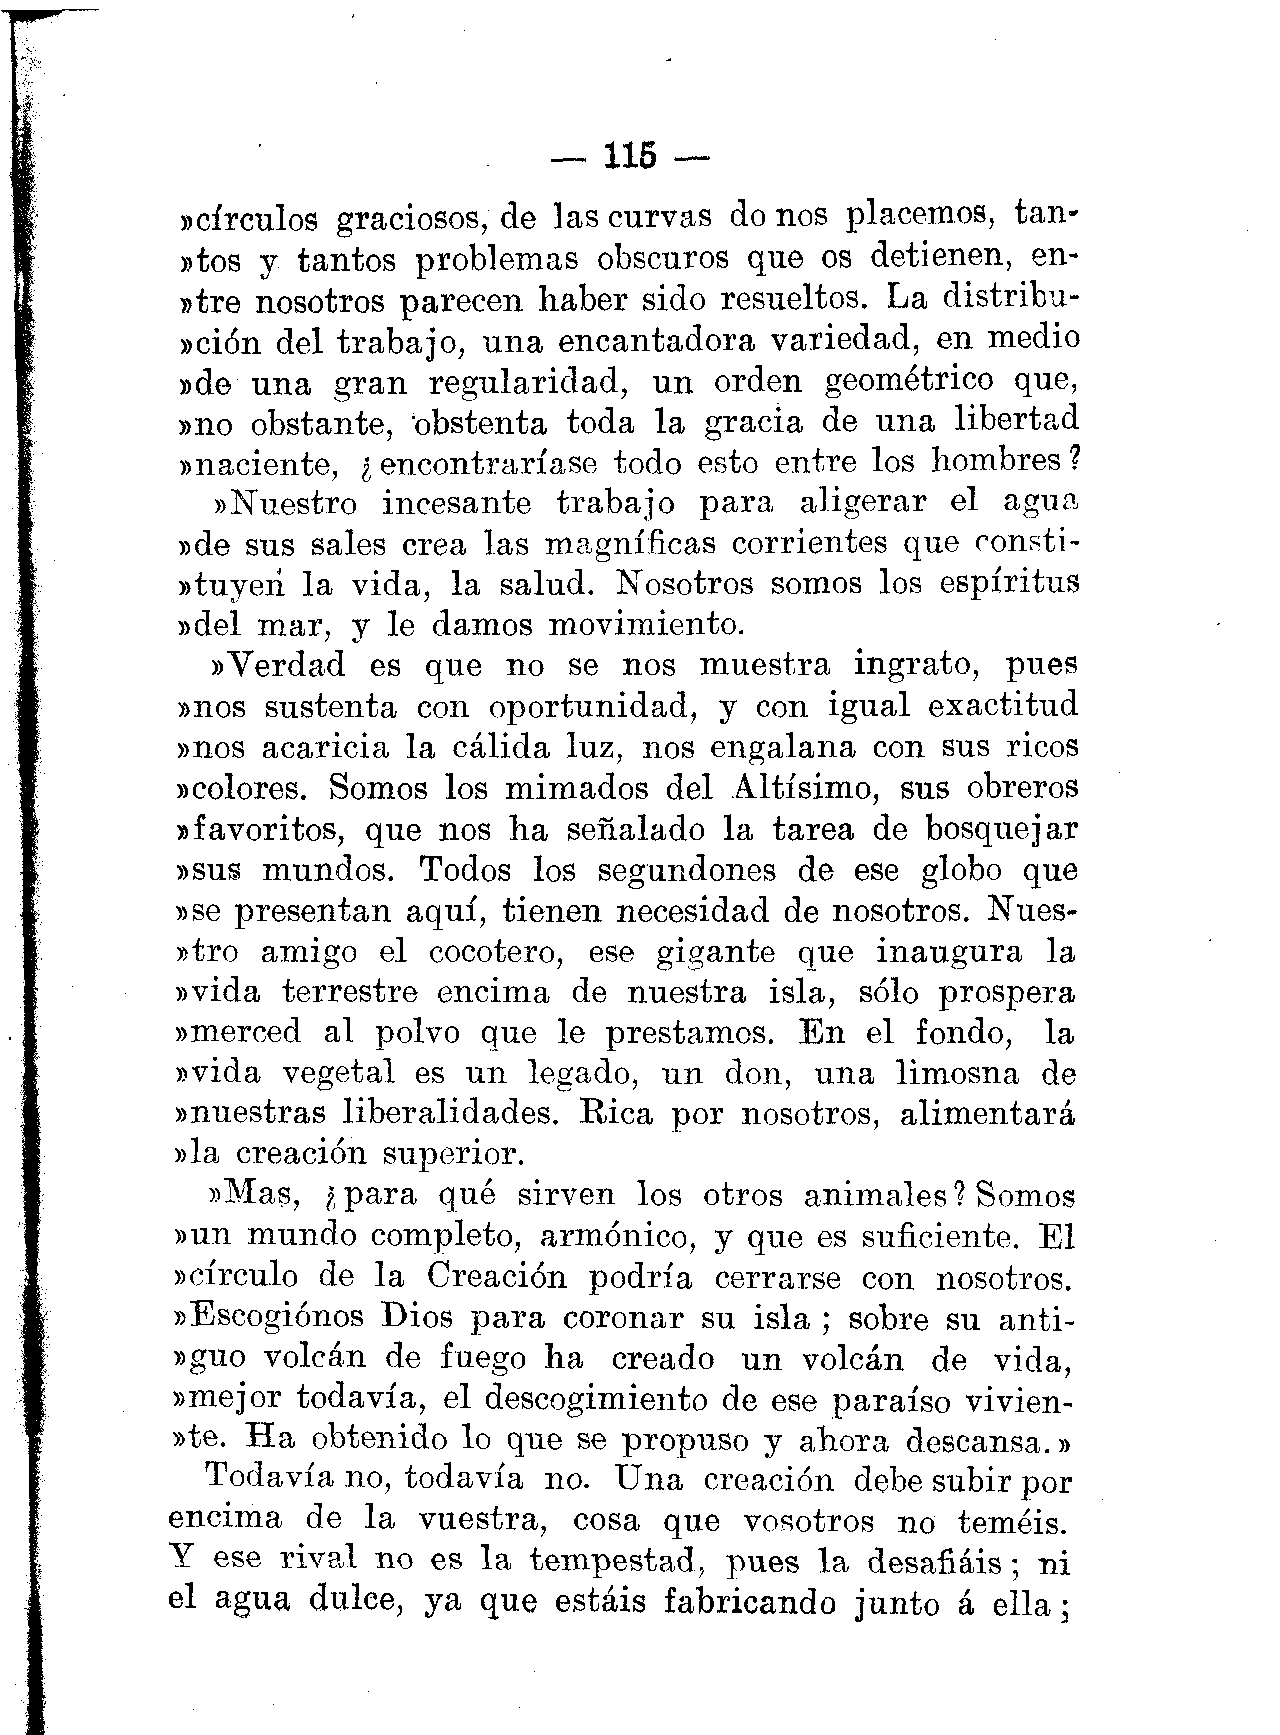 — 115 —
»círculos graciosos, de las curvas do nos placemos, tan-
»tos y tantos problemas obscuros que os detienen, en-
»tre nosotros parecen haber sido resueltos. La distribu-
»ción del trabajo, una encantadora variedad, en medio
»de una gran regularidad, un orden geométrico que,
»no obstante, obstenta toda la gracia de una libertad
»naciente, ¿encontraríase todo esto entre los hombres?
»Nuestro incesante trabajo para aligerar el agua
»de sus sales crea las magníficas corrientes que consti-
»tuyen la vida, la salud. Nosotros somos los espíritus
»del mar, y le damos movimiento.
»Verdad es que no se nos muestra ingrato, pues
»nos sustenta con oportunidad, y con igual exactitud
»nos acaricia la cálida luz, nos engalana con sus ricos
»colores. Somos los mimados del Altísimo, sus obreros
»favoritos, que nos ha señalado la tarea de bosquejar
»sus mundos. Todos los segundones de ese globo que
»se presentan aquí, tienen necesidad de nosotros. Nues-
»tro amigo el cocotero, ese gigante que inaugura la
»vida terrestre encima de nuestra isla, sólo prospera
»merced al polvo que le prestamos. En el fondo, la
»vida vegetal es un legado, un don, una limosna de
»nuestras liberalidades. Rica por nosotros, alimentará
»la creación superior.
»Mas, ¿para qué sirven los otros animales? Somos
»un mundo completo, armónico, y que es suficiente. El
»círculo de la Creación podría cerrarse con nosotros.
»Escogiónos Dios para coronar su isla; sobre su anti-
»guo volcán de fuego ha creado un volcán de vida,
»mejor todavía, el descogimiento de ese paraíso vivien-
»te. Ha obtenido lo que se propuso y ahora descansa.»
Todavía no, todavía no. Una creación debe subir por
encima de la vuestra, cosa que vosotros no teméis.
Y ese rival no es la tempestad, pues la desafiáis; ni
el agua dulce, ya que estáis fabricando junto á ella;